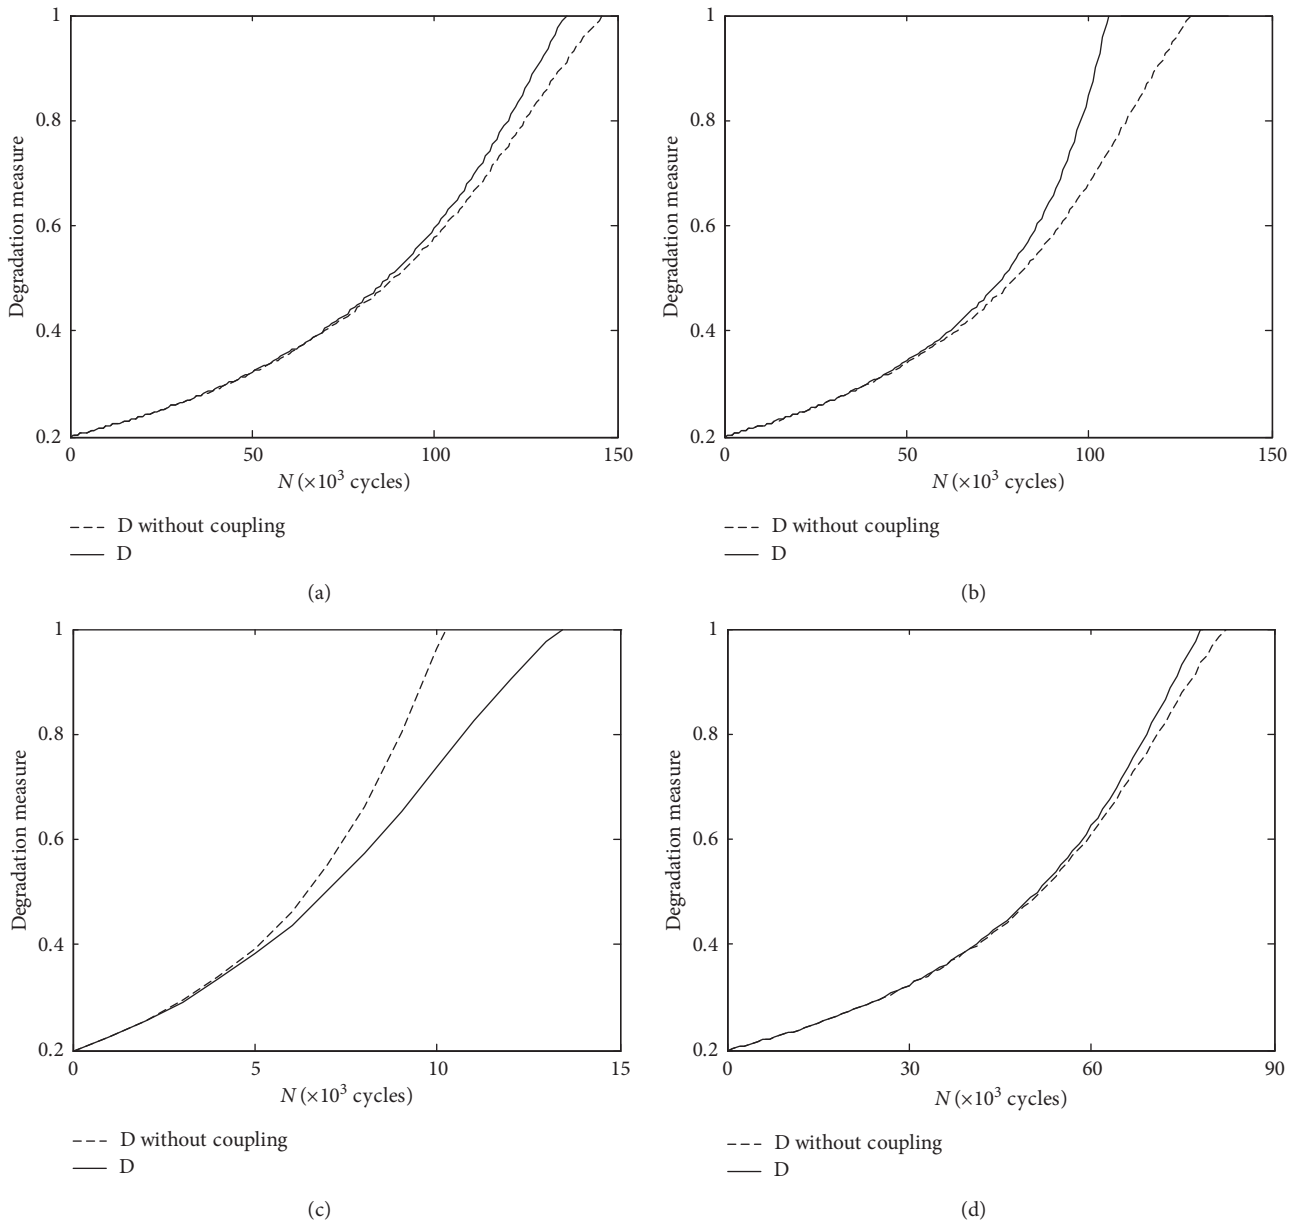 1
0.8
0.6
0.4
0.2
Degradation measure
0 50 100 150
N (×10³ cycles)
D without coupling
D
(a)
1
0.8
0.6
0.4
0.2
Degradation measure
0 50 100 150
N (×10³ cycles)
D without coupling
D
(b)
1
0.8
0.6
0.4
0.2
Degradation measure
0 5 10 15
N (×10³ cycles)
D without coupling
D
(c)
1
0.8
0.6
0.4
0.2
Degradation measure
0 30 60 90
N (×10³ cycles)
D without coupling
D
(d)